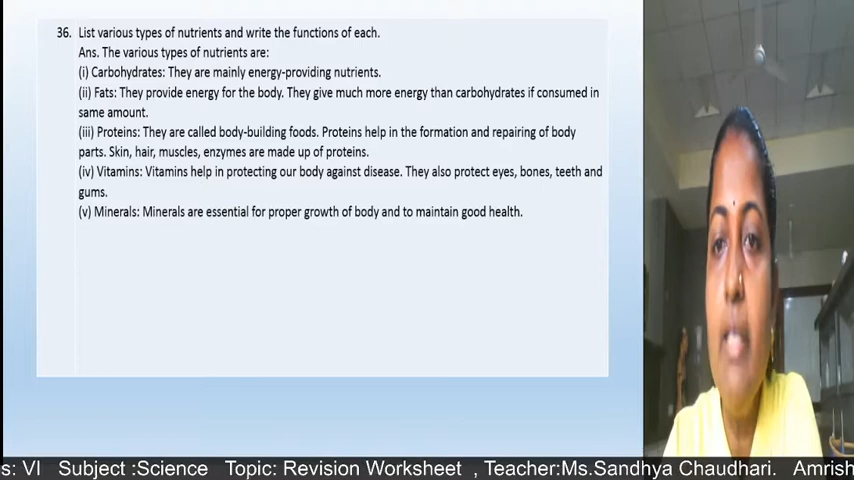 36. List various types of nutrients and write the functions of each.
Ans. The various types of nutrients are:
(i) Carbohydrates: They are mainly energy-providing nutrients.
(ii) Fats: They provide energy for the body. They give much more energy than carbohydrates if consumed in
same amount.
(iii) Proteins: They are called body-building foods. Proteins help in the formation and repairing of body
parts. Skin, hair, muscles, enzymes are made up of proteins.
(iv) Vitamins: Vitamins help in protecting our body against disease. They also protect eyes, bones, teeth and
gums.
(v) Minerals: Minerals are essential for proper growth of body and to maintain good health.
s: VI Subject :Science Topic: Revision Worksheet , Teacher:Ms.Sandhya Chaudhari. Amrish